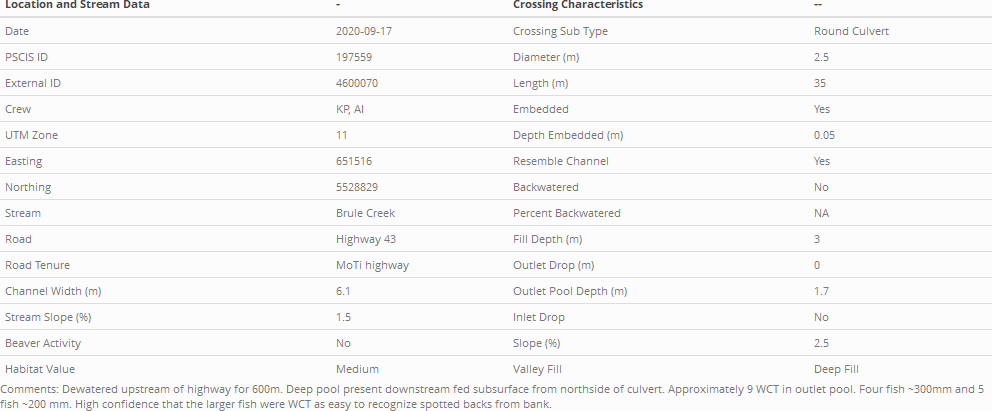 Location and Stream Data - Crossing Characteristics --
Date 2020-09-17 Crossing Sub Type Round Culvert
PSCIS ID 197559 Diameter (m) 2.5
External ID 4600070 Length (m) 35
Crew KP, AI Embedded Yes
UTM Zone 11 Depth Embedded (m) 0.05
Easting 651516 Resemble Channel Yes
Northing 5528829 Backwatered No
Stream Brule Creek Percent Backwatered NA
Road Highway 43 Fill Depth (m) 3
Road Tenure MoTi highway Outlet Drop (m) 0
Channel Width (m) 6.1 Outlet Pool Depth (m) 1.7
Stream Slope (%) 1.5 Inlet Drop No
Beaver Activity No Slope (%) 2.5
Habitat Value Medium Valley Fill Deep Fill
Comments: Dewatered upstream of highway for 600m. Deep pool present downstream fed subsurface from northside of culvert. Approximately 9 WCT in outlet pool. Four fish ~300mm and 5
fish ~200 mm. High confidence that the larger fish were WCT as easy to recognize spotted backs from bank.